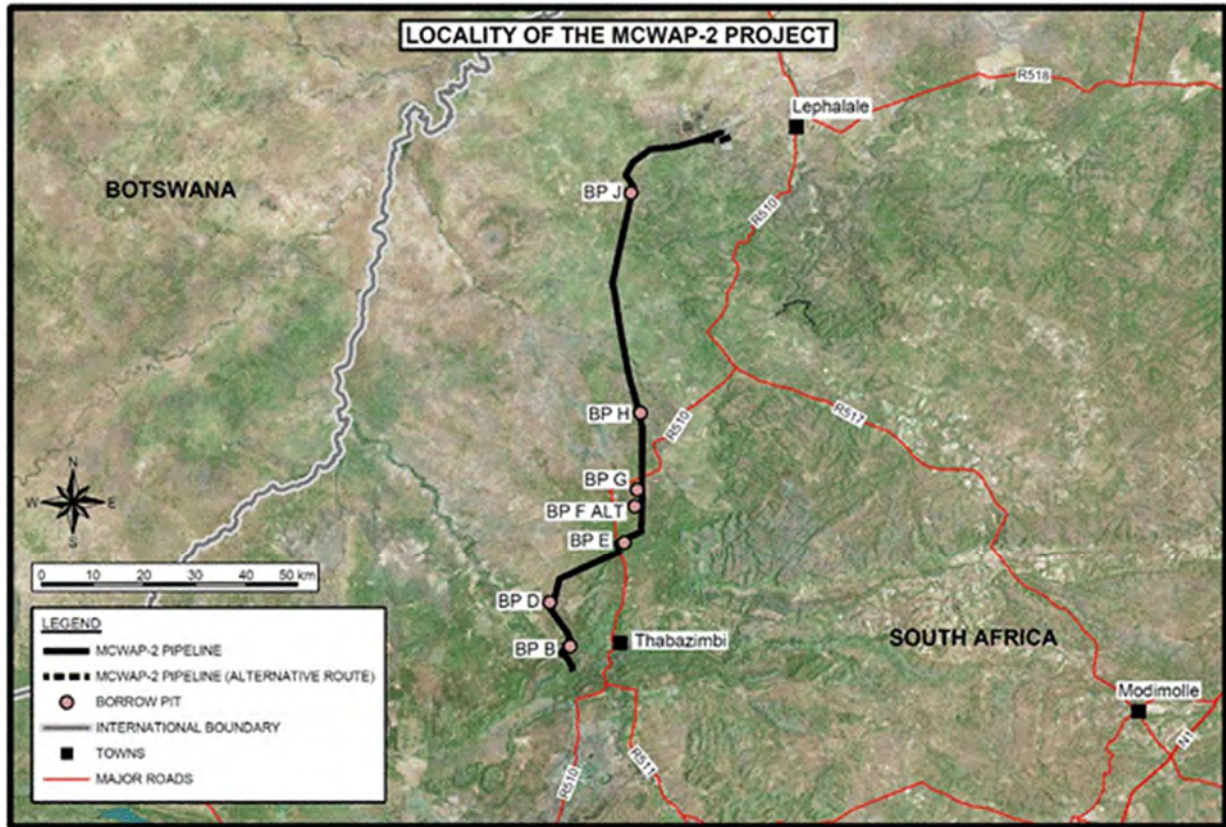 LOCALITY OF THE MCWAP-2 PROJECT
R518
Lephalale
BOTSWANA
BP J
R510
BP H
R510
R517
BP G
BP F ALT
N
W E
S
BP E
0 10 20 30 40 50 km
BP D
LEGEND
MCWAP-2 PIPELINE
MCWAP-2 PIPELINE (ALTERNATIVE ROUTE)
BORROW PIT
INTERNATIONAL BOUNDARY
TOWNS
MAJOR ROADS
BP B
Thabazimbi
SOUTH AFRICA
Modimolle
N1
R510
R511